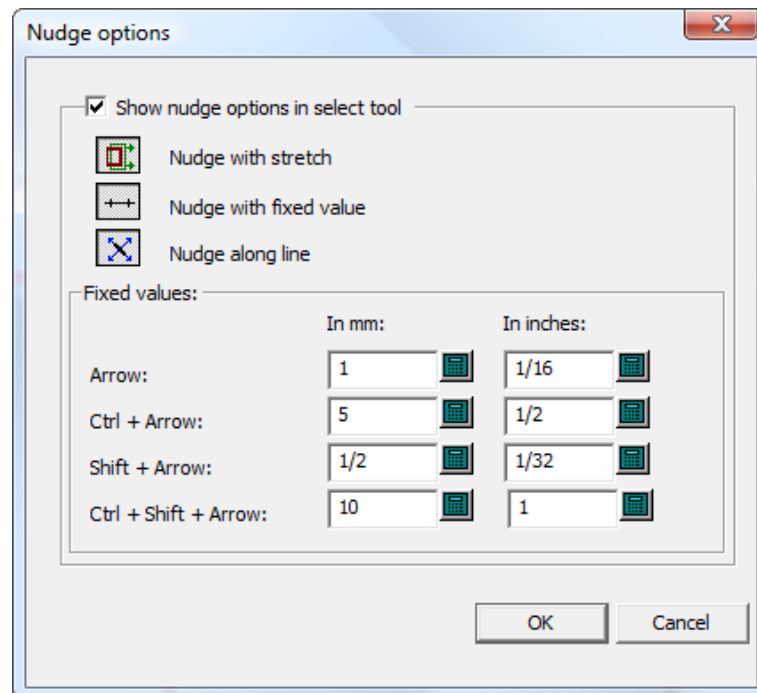 Nudge options
Show nudge options in select tool
Nudge with stretch
Nudge with fixed value
Nudge along line
Fixed values:
In mm: In inches:
Arrow: 1 1/16
Ctrl + Arrow: 5 1/2
Shift + Arrow: 1/2 1/32
Ctrl + Shift + Arrow: 10 1
OK Cancel